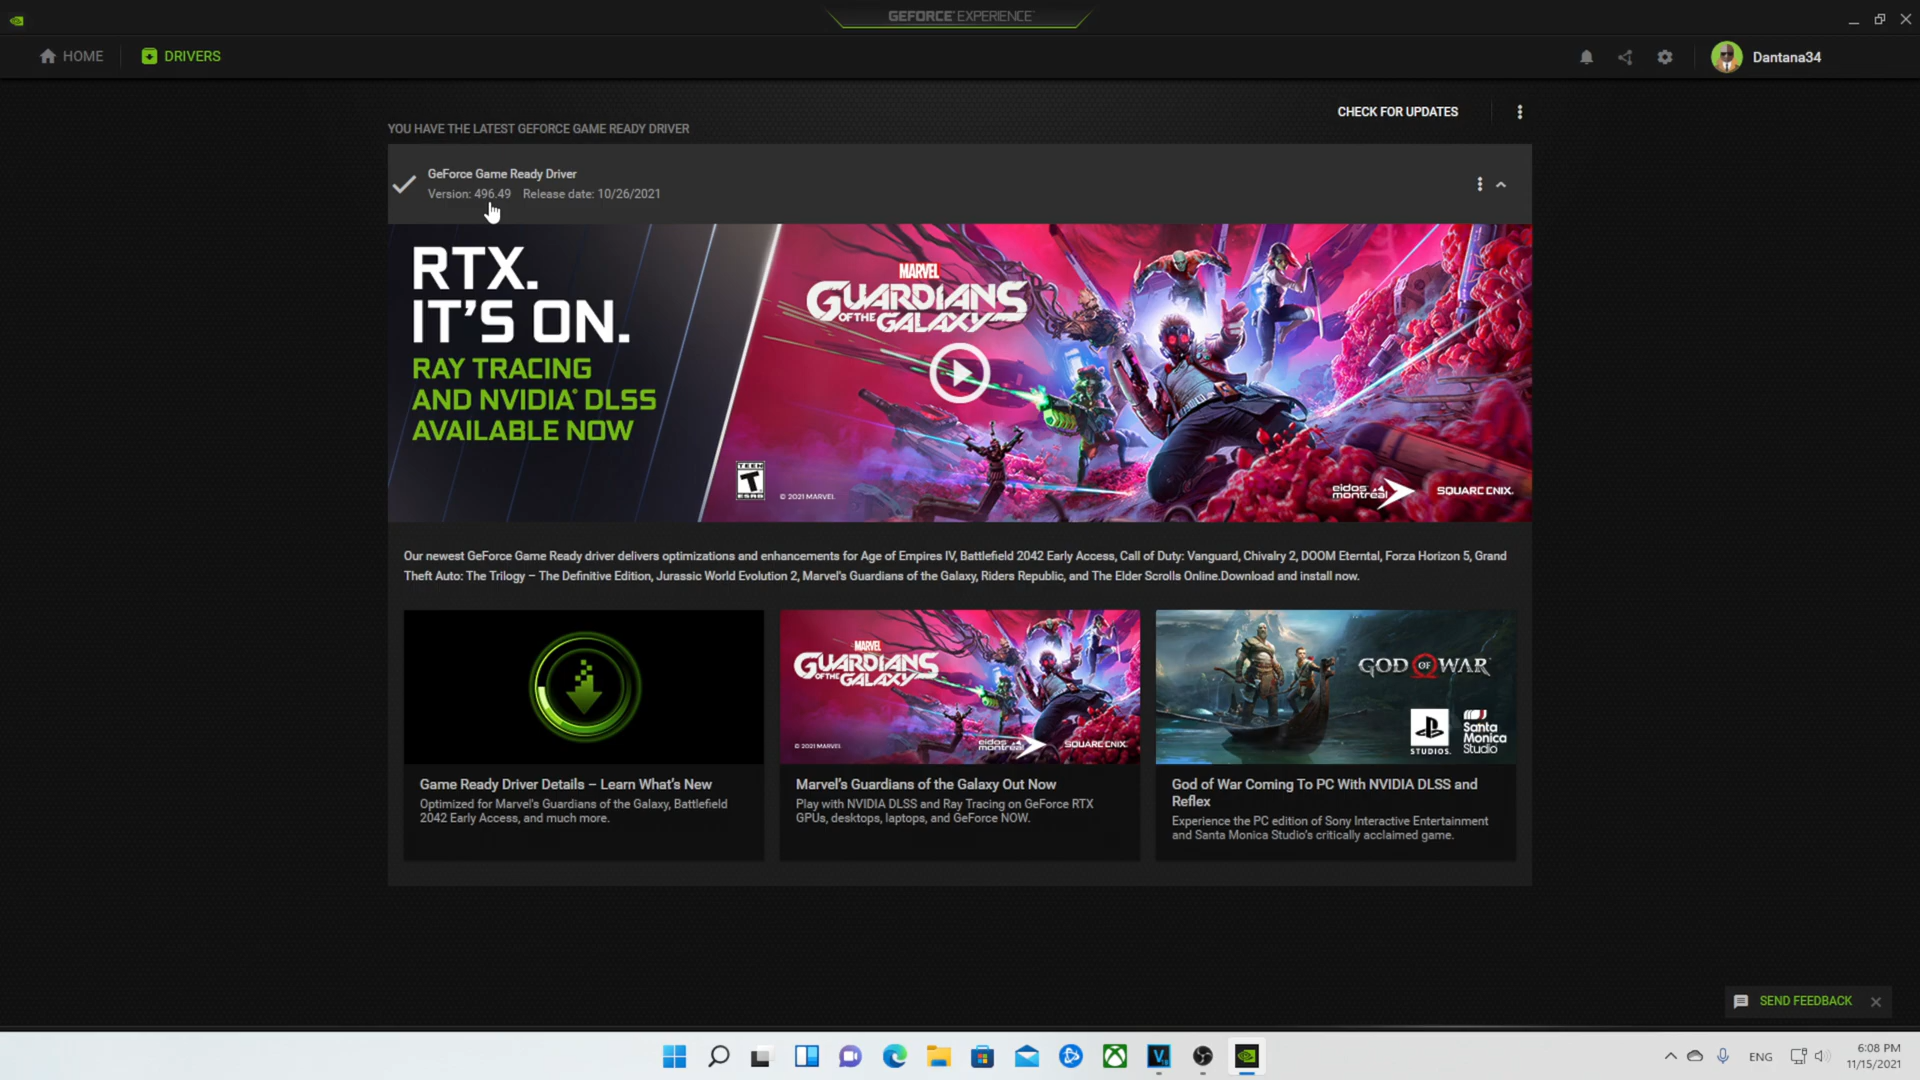 GEFORCE® EXPERIENCE™
HOME
DRIVERS
Dantana34
CHECK FOR UPDATES
YOU HAVE THE LATEST GEFORCE GAME READY DRIVER
GeForce Game Ready Driver
Version: 496.49 Release date: 10/26/2021
RTX.
IT'S ON.
RAY TRACING
AND NVIDIA® DLSS
AVAILABLE NOW
MARVEL
GUARDIANS
OF THE GALAXY
TEEN
T
ESRB
© 2021 MARVEL.
eidos
montréal
SQUARE ENIX.
Our newest GeForce Game Ready driver delivers optimizations and enhancements for Age of Empires IV, Battlefield 2042 Early Access, Call of Duty: Vanguard, Chivalry 2, DOOM Eterntal, Forza Horizon 5, Grand
Theft Auto: The Trilogy – The Definitive Edition, Jurassic World Evolution 2, Marvel's Guardians of the Galaxy, Riders Republic, and The Elder Scrolls Online.Download and install now.
MARVEL
GUARDIANS
OF THE GALAXY
© 2021 MARVEL
eidos
montréal
SQUARE ENIX.
GOD OF WAR
STUDIOS.
Santa
Monica
Studio
Game Ready Driver Details – Learn What's New
Optimized for Marvel's Guardians of the Galaxy, Battlefield
2042 Early Access, and much more.
Marvel's Guardians of the Galaxy Out Now
Play with NVIDIA DLSS and Ray Tracing on GeForce RTX
GPUs, desktops, laptops, and GeForce NOW.
God of War Coming To PC With NVIDIA DLSS and
Reflex
Experience the PC edition of Sony Interactive Entertainment
and Santa Monica Studio's critically acclaimed game.
SEND FEEDBACK
ENG
6:08 PM
11/15/2021